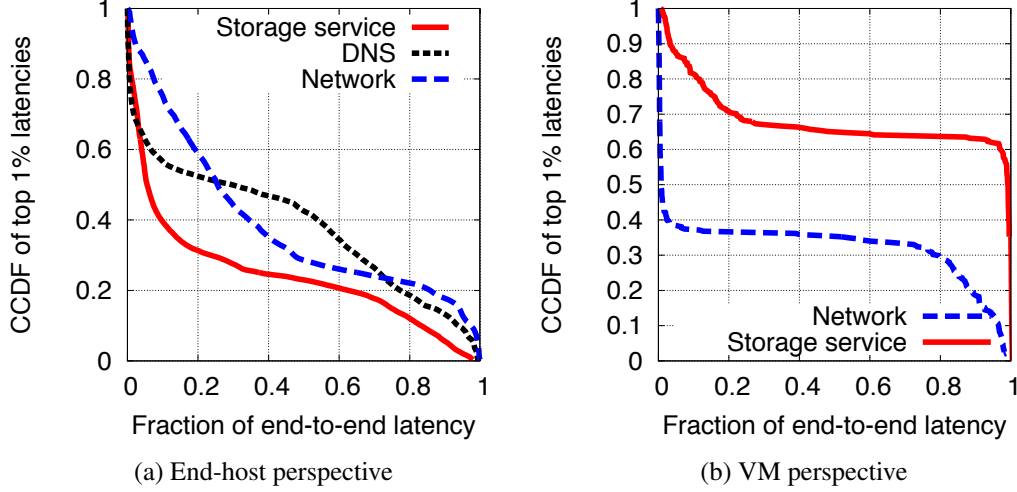 CCDF of top 1% latencies
1
0.8
0.6
0.4
0.2
0
Storage service
DNS
Network
0 0.2 0.4 0.6 0.8 1
Fraction of end-to-end latency
(a) End-host perspective
CCDF of top 1% latencies
1
0.9
0.8
0.7
0.6
0.5
0.4
0.3
0.2
0.1
0
Network
Storage service
0 0.2 0.4 0.6 0.8 1
Fraction of end-to-end latency
(b) VM perspective